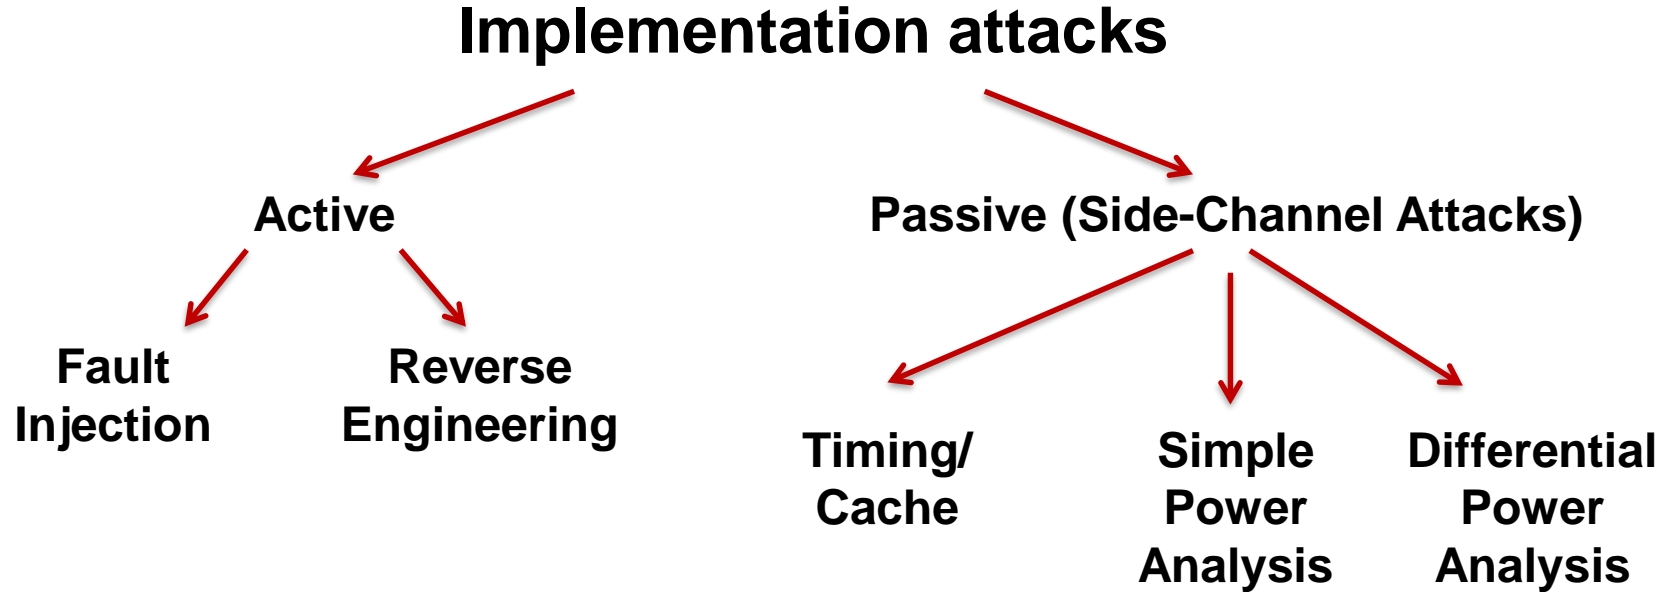 Implementation attacks
Active
Passive (Side-Channel Attacks)
Fault
Injection
Reverse
Engineering
Timing/
Cache
Simple
Power
Analysis
Differential
Power
Analysis